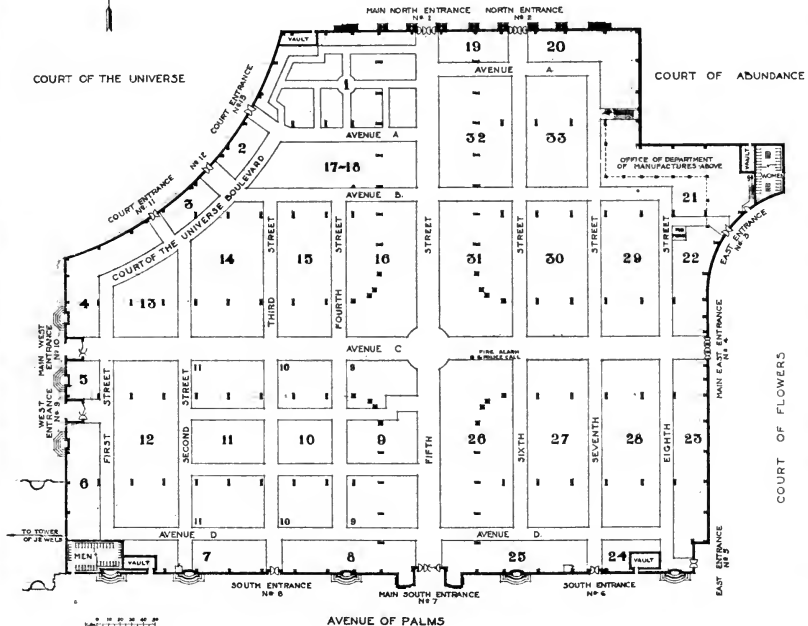 MAIN NORTH ENTRANCE
Nº 1
NORTH ENTRANCE
Nº 2
VAULT
19
20
COURT OF THE UNIVERSE
AVENUE A
COURT OF ABUNDANCE
1
COURT ENTRANCE
Nº 13
32
33
AVENUE A
2
OFFICE OF DEPARTMENT
OF MANUFACTURES ABOVE
VAULT
WOMEN
COURT ENTRANCE
Nº 12
17-18
3
AVENUE B.
21
COURT ENTRANCE
Nº 11
COURT OF THE UNIVERSE BOULEVARD
EAST ENTRANCE
Nº 5
14
15
16
31
30
29
22
THIRD STREET
FOURTH STREET
STREET
STREET
STREET
STREET
4
13
MAIN WEST
ENTRANCE
Nº 10
AVENUE C
FIRE ALARM
& POLICE CALL
MAIN EAST ENTRANCE
Nº 4
5
11
10
9
WEST
ENTRANCE
Nº 9
FIRST STREET
SECOND STREET
12
11
10
9
FIFTH
26
SIXTH
27
SEVENTH
28
EIGHTH
23
COURT OF FLOWERS
6
11
10
9
TO TOWER
OF JEWELS
AVENUE D
AVENUE D.
MEN
VAULT
7
8
25
24
VAULT
EAST ENTRANCE
Nº 5
SOUTH ENTRANCE
Nº 8
MAIN SOUTH ENTRANCE
Nº 7
SOUTH ENTRANCE
Nº 6
AVENUE OF PALMS